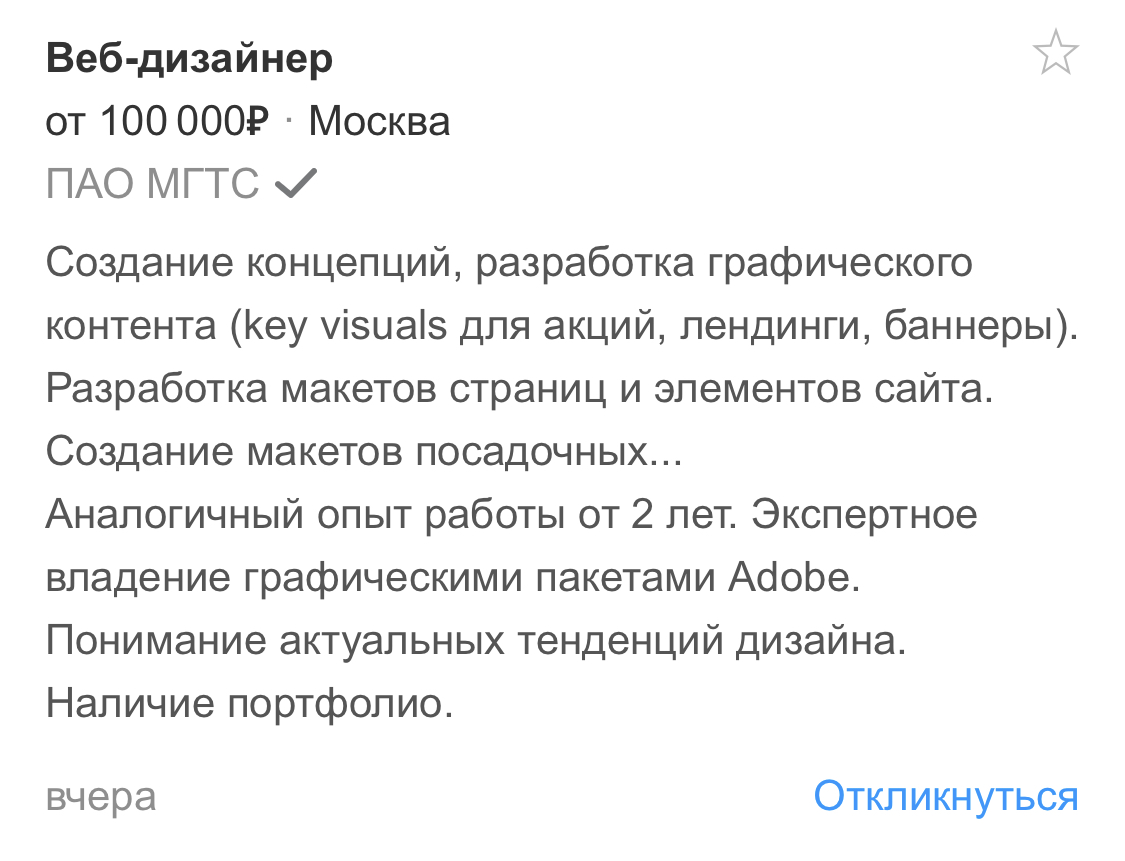 Веб-дизайнер
от 100 000₽ · Москва
ПАО МГТС
Создание концепций, разработка графического
контента (key visuals для акций, лендинги, баннеры).
Разработка макетов страниц и элементов сайта.
Создание макетов посадочных...
Аналогичный опыт работы от 2 лет. Экспертное
владение графическими пакетами Adobe.
Понимание актуальных тенденций дизайна.
Наличие портфолио.
вчера Откликнуться